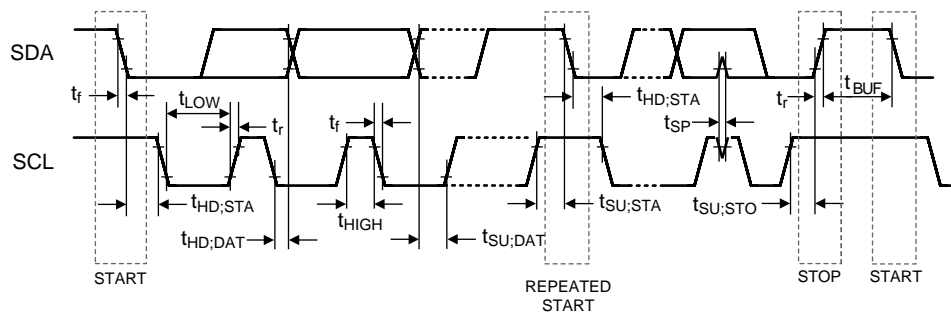 SDA
t_f
t_LOW
t_r
t_f
t_HD;STA
t_SP
t_r
t_BUF
SCL
t_HD;STA
t_HD;DAT
t_HIGH
t_SU;DAT
t_SU;STA
t_SU;STO
START
REPEATED
START
STOP
START